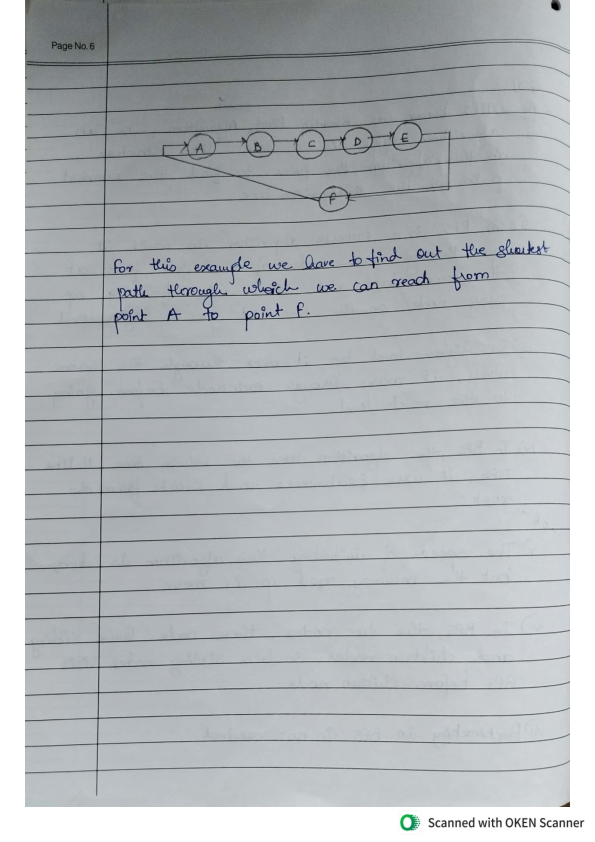 Page No. 6
A B C D E
F
For this example we have to find out the shortest
path through which we can reach from
point A to point F.
Scanned with OKEN Scanner